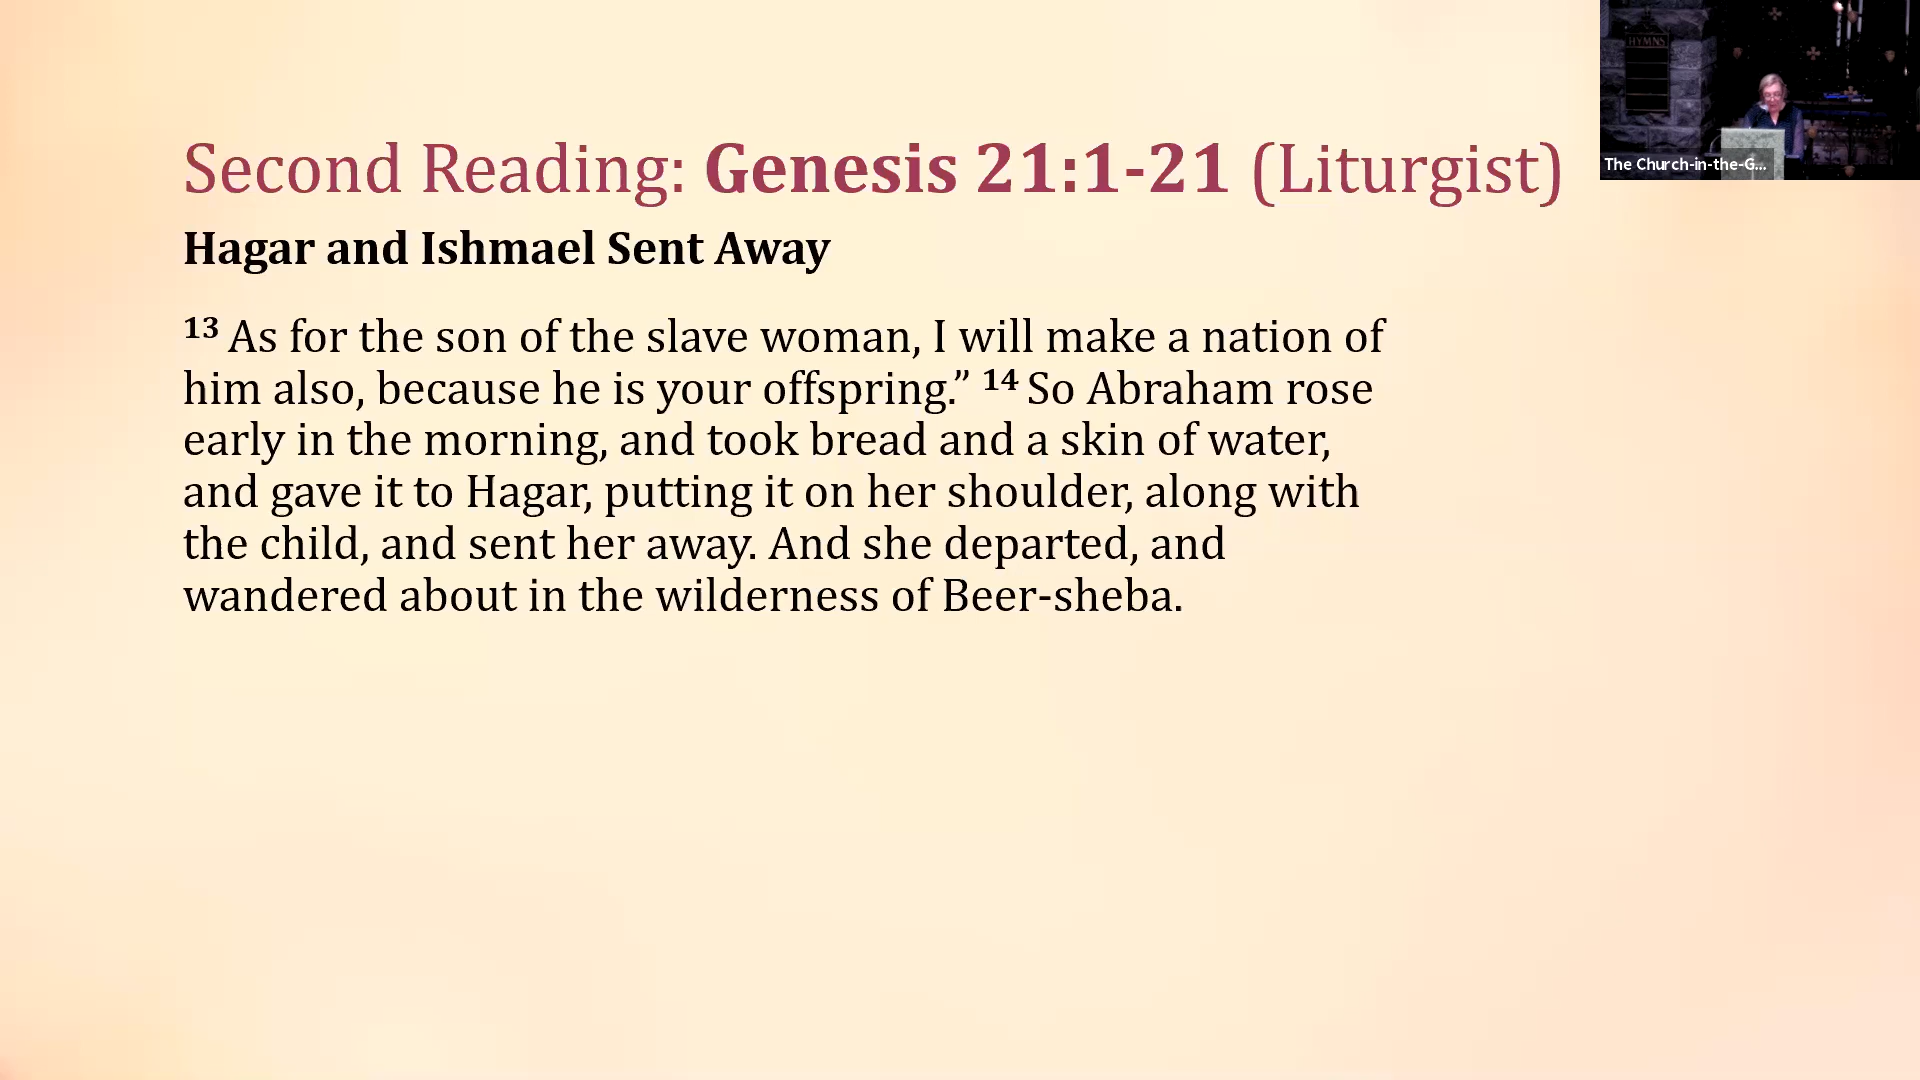 Second Reading: Genesis 21:1-21 (Liturgist)
Hagar and Ishmael Sent Away
13 As for the son of the slave woman, I will make a nation of
him also, because he is your offspring.” 14 So Abraham rose
early in the morning, and took bread and a skin of water,
and gave it to Hagar, putting it on her shoulder, along with
the child, and sent her away. And she departed, and
wandered about in the wilderness of Beer-sheba.
HYMNS
The Church-in-the-G...